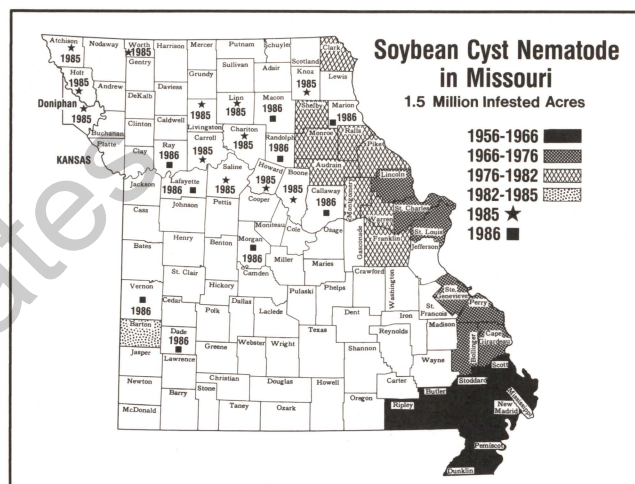 Soybean Cyst Nematode
in Missouri
1.5 Million Infested Acres
1956-1966
1966-1976
1976-1982
1982-1985
1985 ★
1986 ■
Atchison
1985
Nodaway
Worth
1985
Harrison
Mercer
Putnam
Schuyler
Scotland
Clark
Gentry
Holt
1985
Andrew
DeKalb
Daviess
Grundy
Sullivan
Adair
Knoa
1985
Lewis
Doniphan
1985
Buchanan
Clinton
Caldwell
Livingston
1985
Linn
1985
Macon
1986
Shelby
Marion
1986
KANSAS
Platte
Clay
Ray
1986
Carroll
1985
Chariton
1985
Randolph
1986
Monroe
Ralls
Pike
Jackson
Lafayette
1986
Saline
1985
Howard
1985
Boone
1985
Audrain
Callaway
1986
Montgomery
Lincoln
St. Charles
Warren
St. Louis
Cass
Johnson
Pettis
Cooper
Moniteau
Cole
Osage
Gasconade
Franklin
Jefferson
Bates
Henry
Benton
Morgan
1986
Miller
Maries
Crawford
Washington
Ste.
Genevieve
St.
Francois
Perry
Vernon
1986
St. Clair
Hickory
Camden
Pulaski
Phelps
Dent
Iron
Madison
Cape
Girardeau
Bollinger
Barton
Cedar
Polk
Dallas
Laclede
Texas
Reynolds
Wayne
Scott
Jasper
Dade
1986
Greene
Webster
Wright
Shannon
Stoddard
Mississippi
Lawrence
Newton
Christian
Douglas
Howell
Carter
Butler
New
Madrid
McDonald
Barry
Stone
Taney
Ozark
Oregon
Ripley
Pemiscot
Dunklin
ates